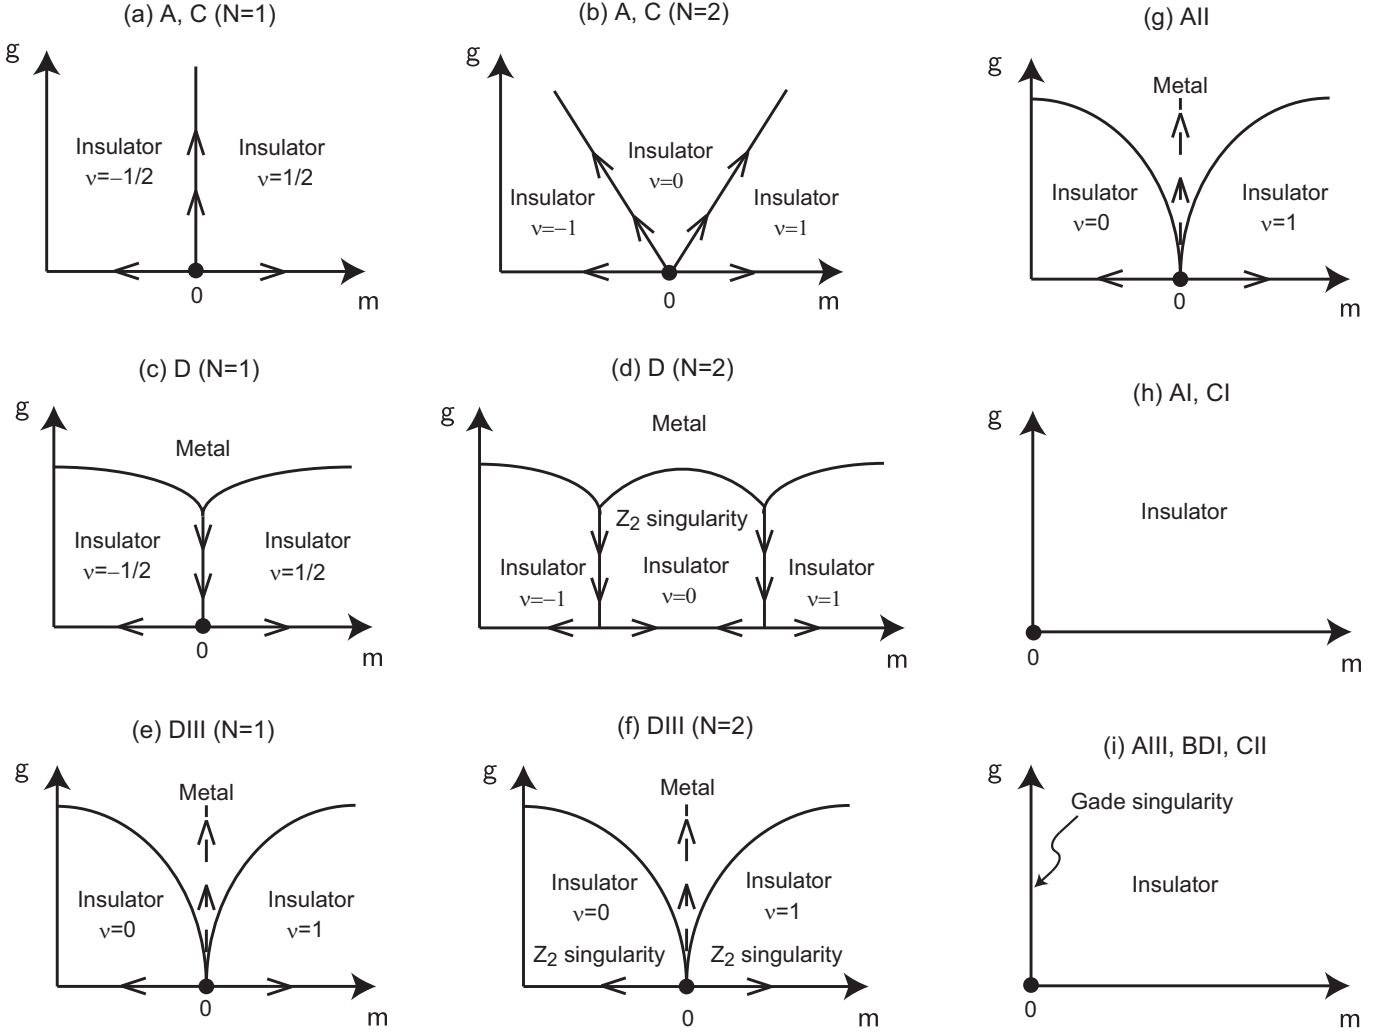 (a) A, C (N=1)
g
Insulator
ν=–1/2
Insulator
ν=1/2
0
m
(b) A, C (N=2)
g
Insulator
ν=0
Insulator
ν=–1
Insulator
ν=1
0
m
(g) AII
g
Metal
Insulator
ν=0
Insulator
ν=1
0
m
(c) D (N=1)
g
Metal
Insulator
ν=–1/2
Insulator
ν=1/2
0
m
(d) D (N=2)
g
Metal
Z2 singularity
Insulator
ν=–1
Insulator
ν=0
Insulator
ν=1
m
(h) AI, CI
g
Insulator
0
m
(e) DIII (N=1)
g
Metal
Insulator
ν=0
Insulator
ν=1
0
m
(f) DIII (N=2)
g
Metal
Insulator
ν=0
Insulator
ν=1
Z2 singularity
Z2 singularity
0
m
(i) AIII, BDI, CII
g
Gade singularity
Insulator
0
m